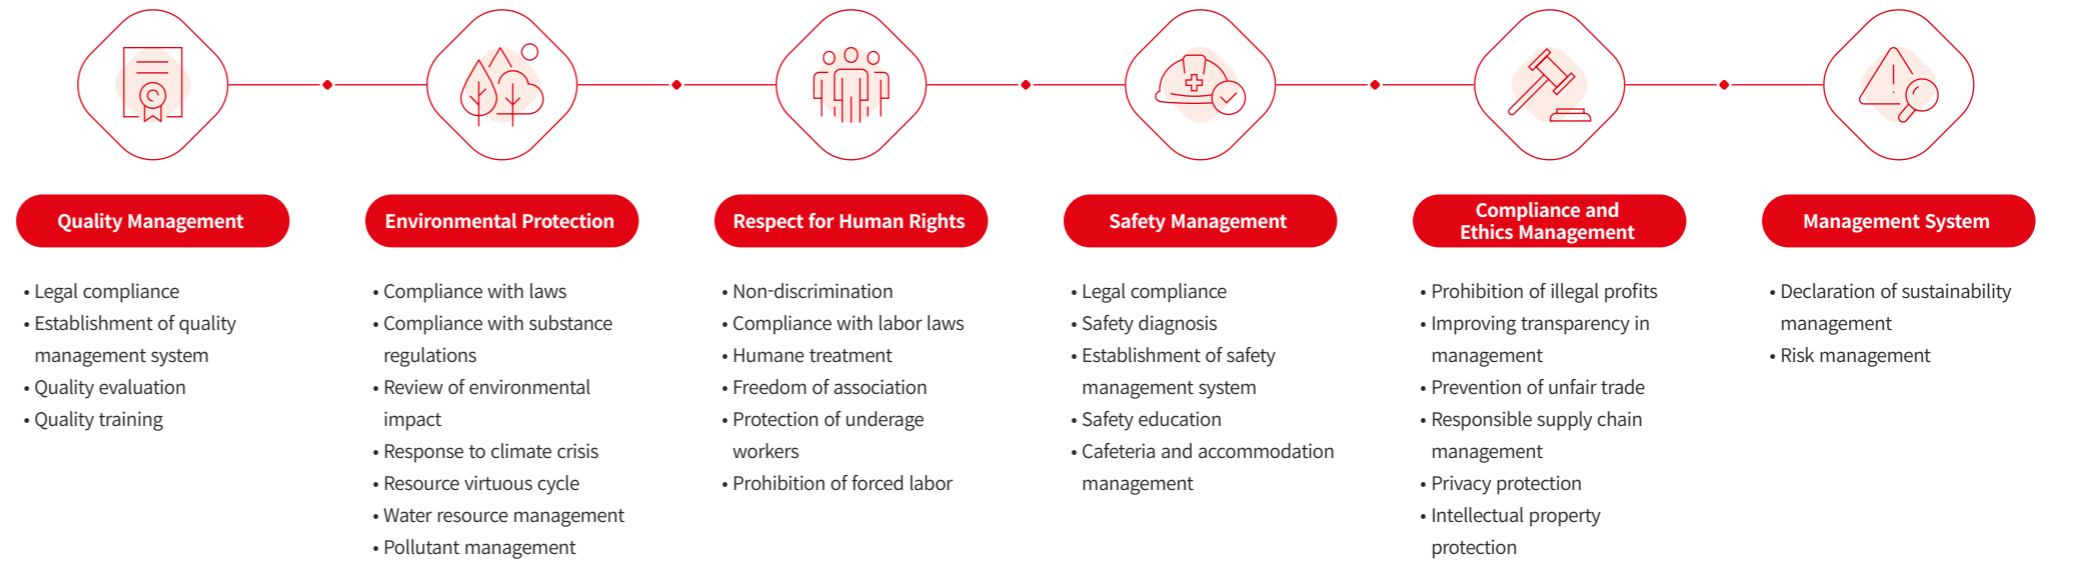 Quality Management
• Legal compliance
• Establishment of quality
management system
• Quality evaluation
• Quality training
Environmental Protection
• Compliance with laws
• Compliance with substance
regulations
• Review of environmental
impact
• Response to climate crisis
• Resource virtuous cycle
• Water resource management
• Pollutant management
Respect for Human Rights
• Non-discrimination
• Compliance with labor laws
• Humane treatment
• Freedom of association
• Protection of underage
workers
• Prohibition of forced labor
Safety Management
• Legal compliance
• Safety diagnosis
• Establishment of safety
management system
• Safety education
• Cafeteria and accommodation
management
Compliance and
Ethics Management
• Prohibition of illegal profits
• Improving transparency in
management
• Prevention of unfair trade
• Responsible supply chain
management
• Privacy protection
• Intellectual property
protection
Management System
• Declaration of sustainability
management
• Risk management